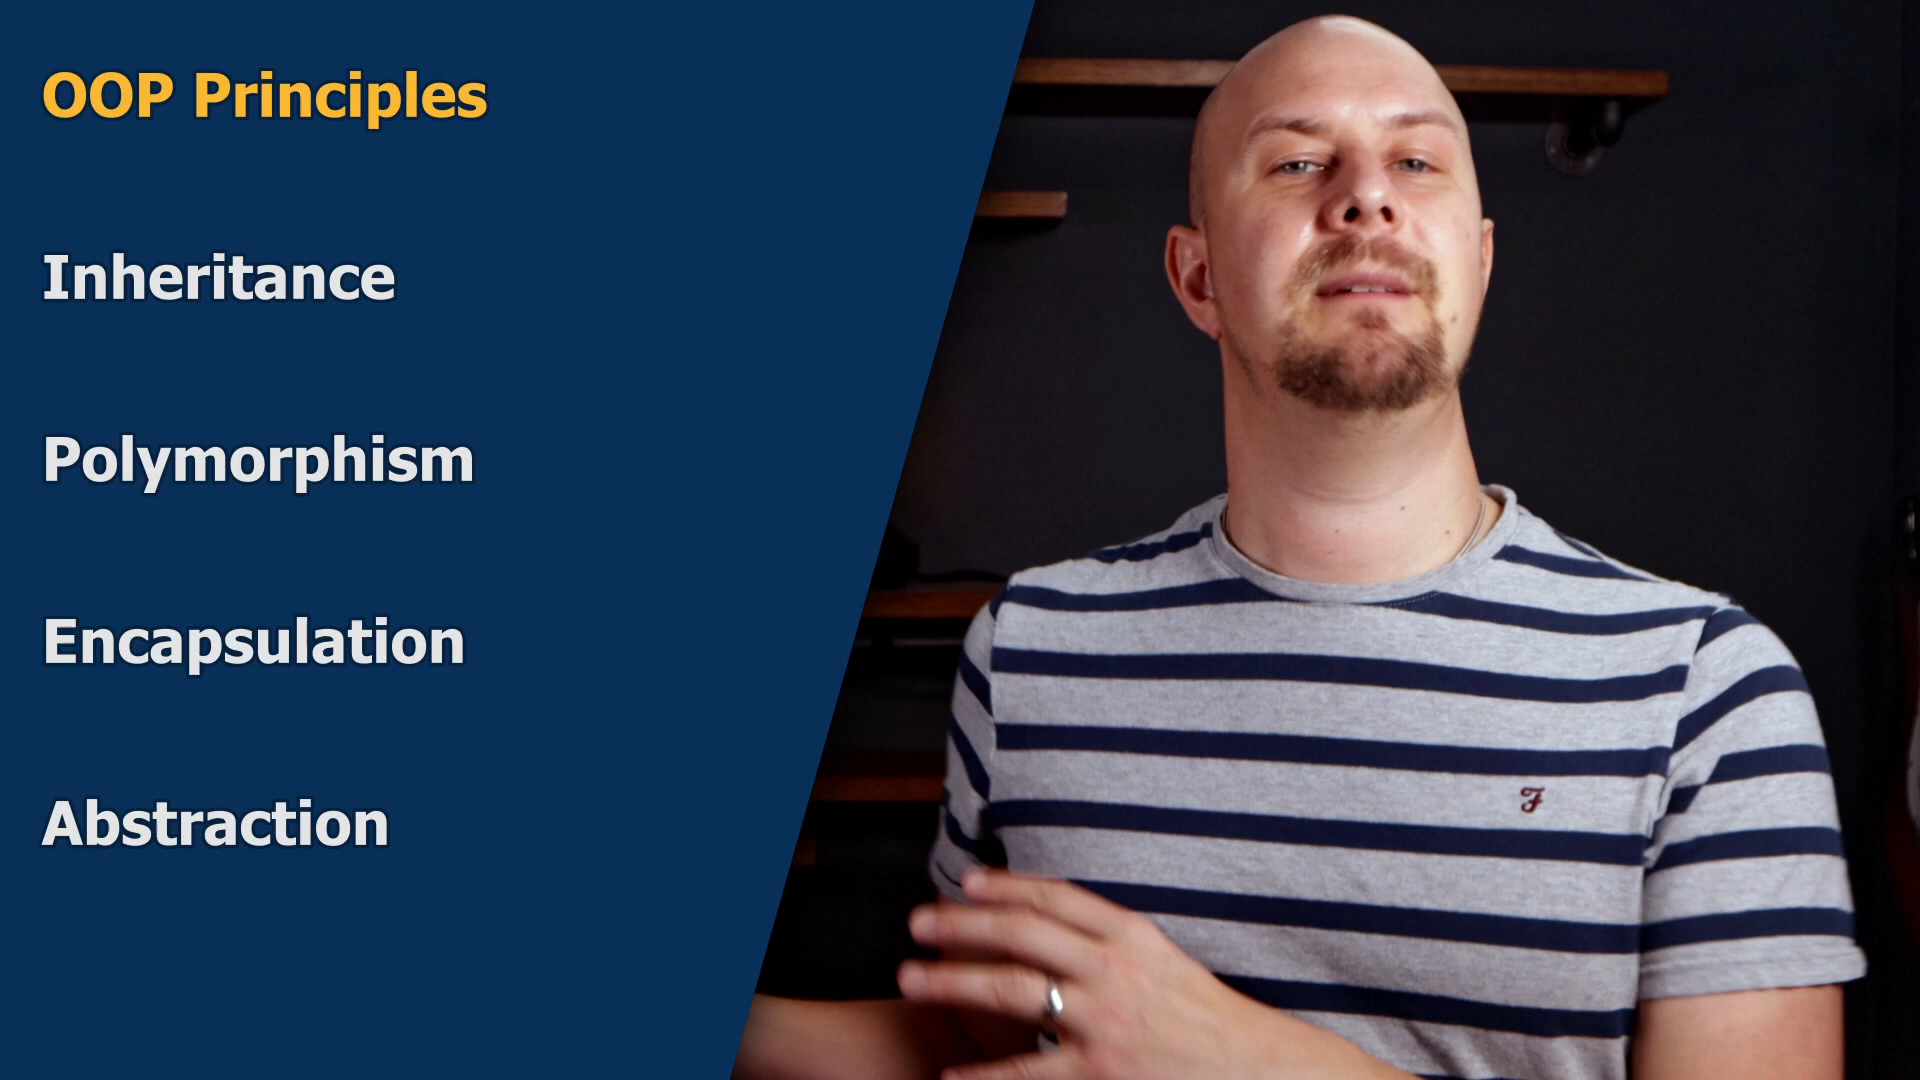 OOP Principles
Inheritance
Polymorphism
Encapsulation
Abstraction